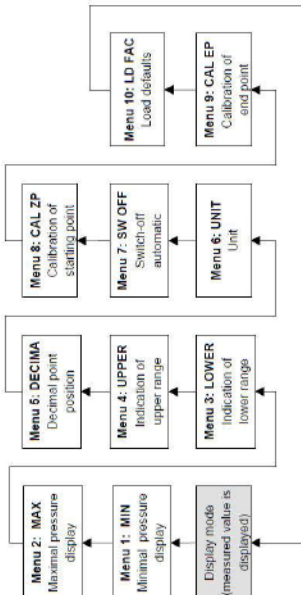 Display mode
(measured value is
displayed)
Menu 1: MIN
Minimal pressure
display
Menu 2: MAX
Maximal pressure
display
Menu 3: LOWER
Indication of
lower range
Menu 4: UPPER
Indication of
upper range
Menu 5: DECIMA
Decimal point
position
Menu 6: UNIT
Unit
Menu 7: SW OFF
Switch-off
automatic
Menu 8: CAL ZP
Calibration of
starting point
Menu 9: CAL EP
Calibration of
end point
Menu 10: LD FAC
Load defaults